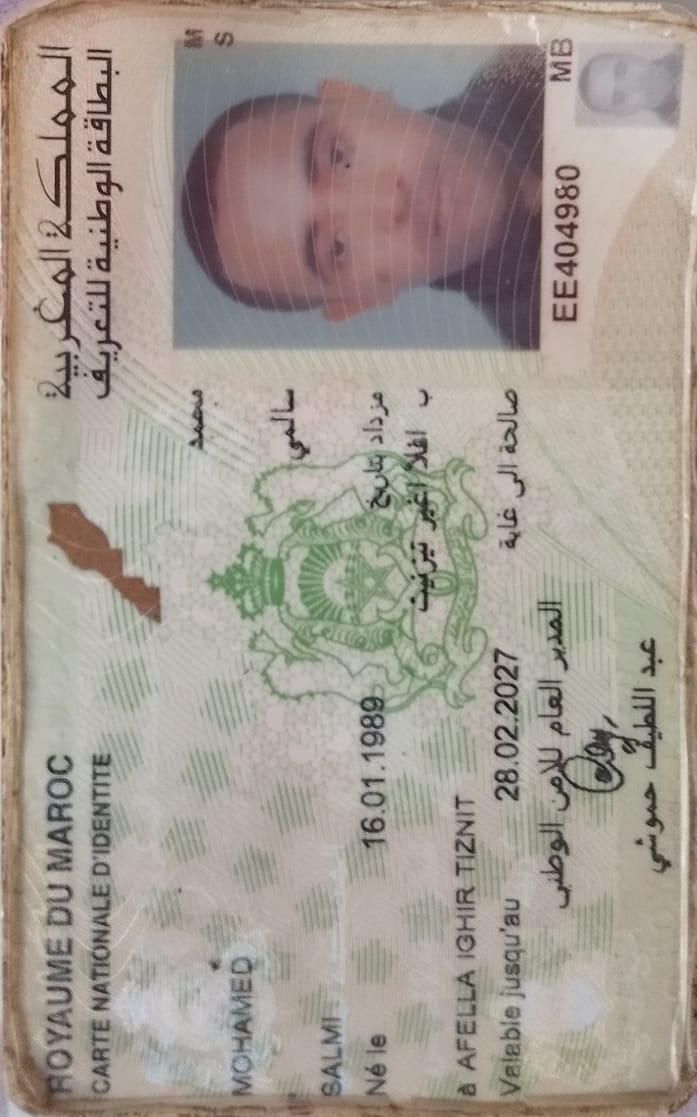 ROYAUME DU MAROC
المملكة المغربية
CARTE NATIONALE D'IDENTITE
البطاقة الوطنية للتعريف
محمد
M
S
MOHAMED
سالمي
SALMI
Né le 16.01.1989 مزداد بتاريخ
ب افلا اغير تيزنيت
à AFELLA IGHIR TIZNIT
Valable jusqu'au 28.02.2027 صالحة الى غاية
المدير العام للامن الوطني
EE404980
MB
عبد اللطيف حموشي